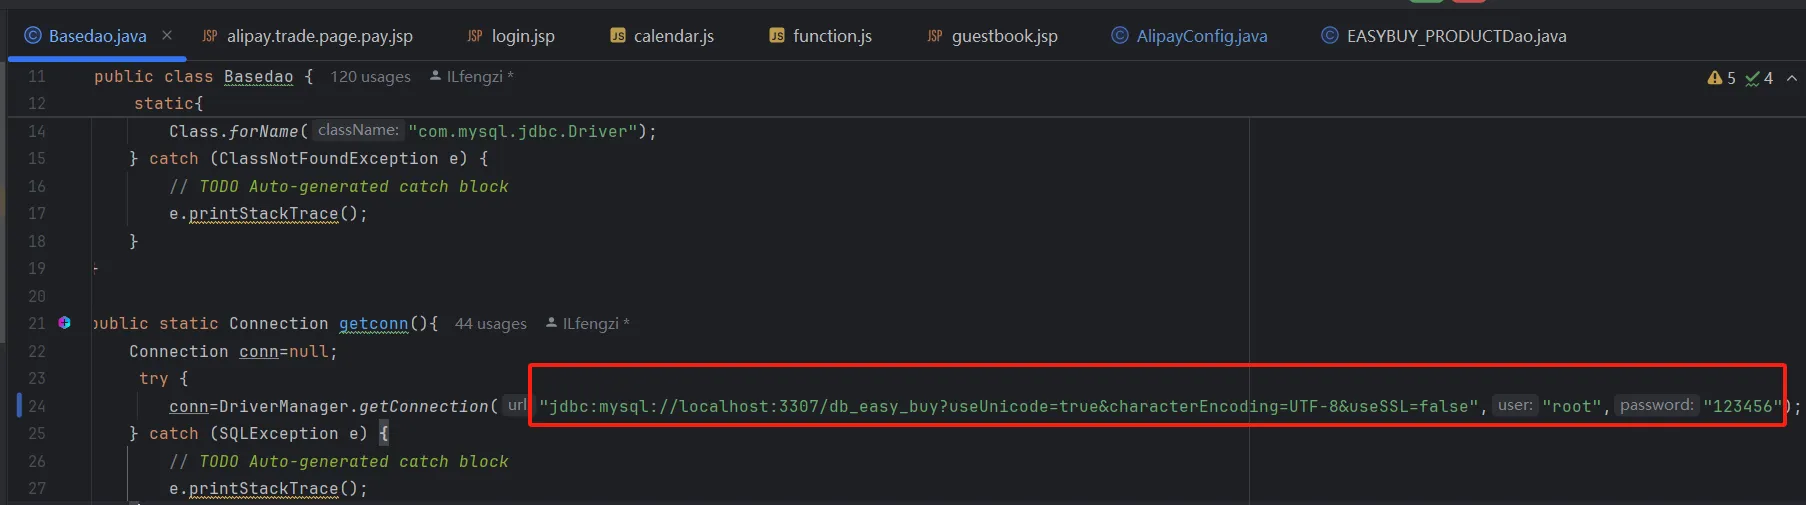 Basedao.java JSP alipay.trade.page.pay.jsp JSP login.jsp JS calendar.js JS function.js JSP guestbook.jsp AlipayConfig.java EASYBUY_PRODUCTDao.java
11 public class Basedao { 120 usages ILfengzi * 5 4
12 static{
14 Class.forName( className: "com.mysql.jdbc.Driver");
15 } catch (ClassNotFoundException e) {
16 // TODO Auto-generated catch block
17 e.printStackTrace();
18 }
19 }
20
21 public static Connection getconn(){ 44 usages ILfengzi *
22 Connection conn=null;
23 try {
24 conn=DriverManager.getConnection( url: "jdbc:mysql://localhost:3307/db_easy_buy?useUnicode=true&characterEncoding=UTF-8&useSSL=false", user: "root", password: "123456");
25 } catch (SQLException e) {
26 // TODO Auto-generated catch block
27 e.printStackTrace();